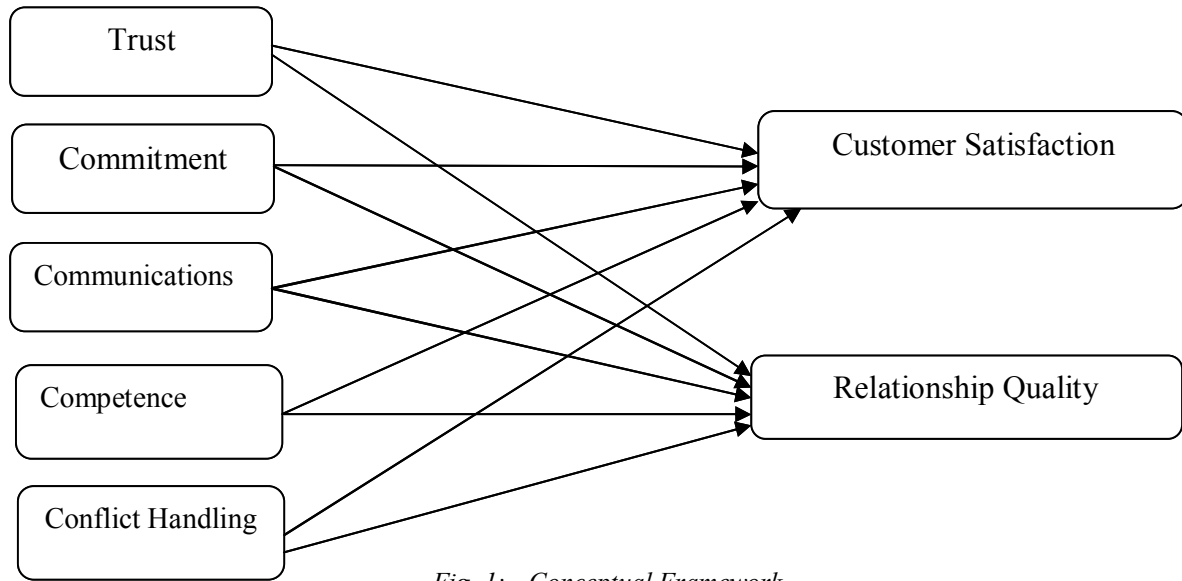 Trust
Commitment
Communications
Competence
Conflict Handling
Customer Satisfaction
Relationship Quality
Fig. 1: Conceptual Framework